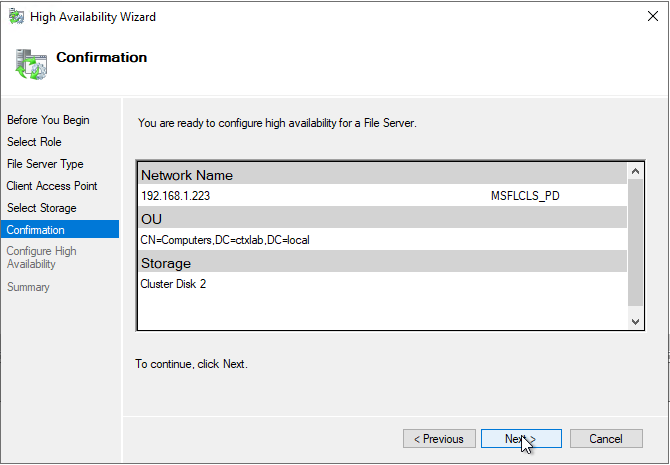 High Availability Wizard
Confirmation
Before You Begin
Select Role
File Server Type
Client Access Point
Select Storage
Confirmation
Configure High
Availability
Summary
You are ready to configure high availability for a File Server.
Network Name
192.168.1.223 MSFLCLS_PD
OU
CN=Computers,DC=ctxlab,DC=local
Storage
Cluster Disk 2
To continue, click Next.
< Previous Next > Cancel